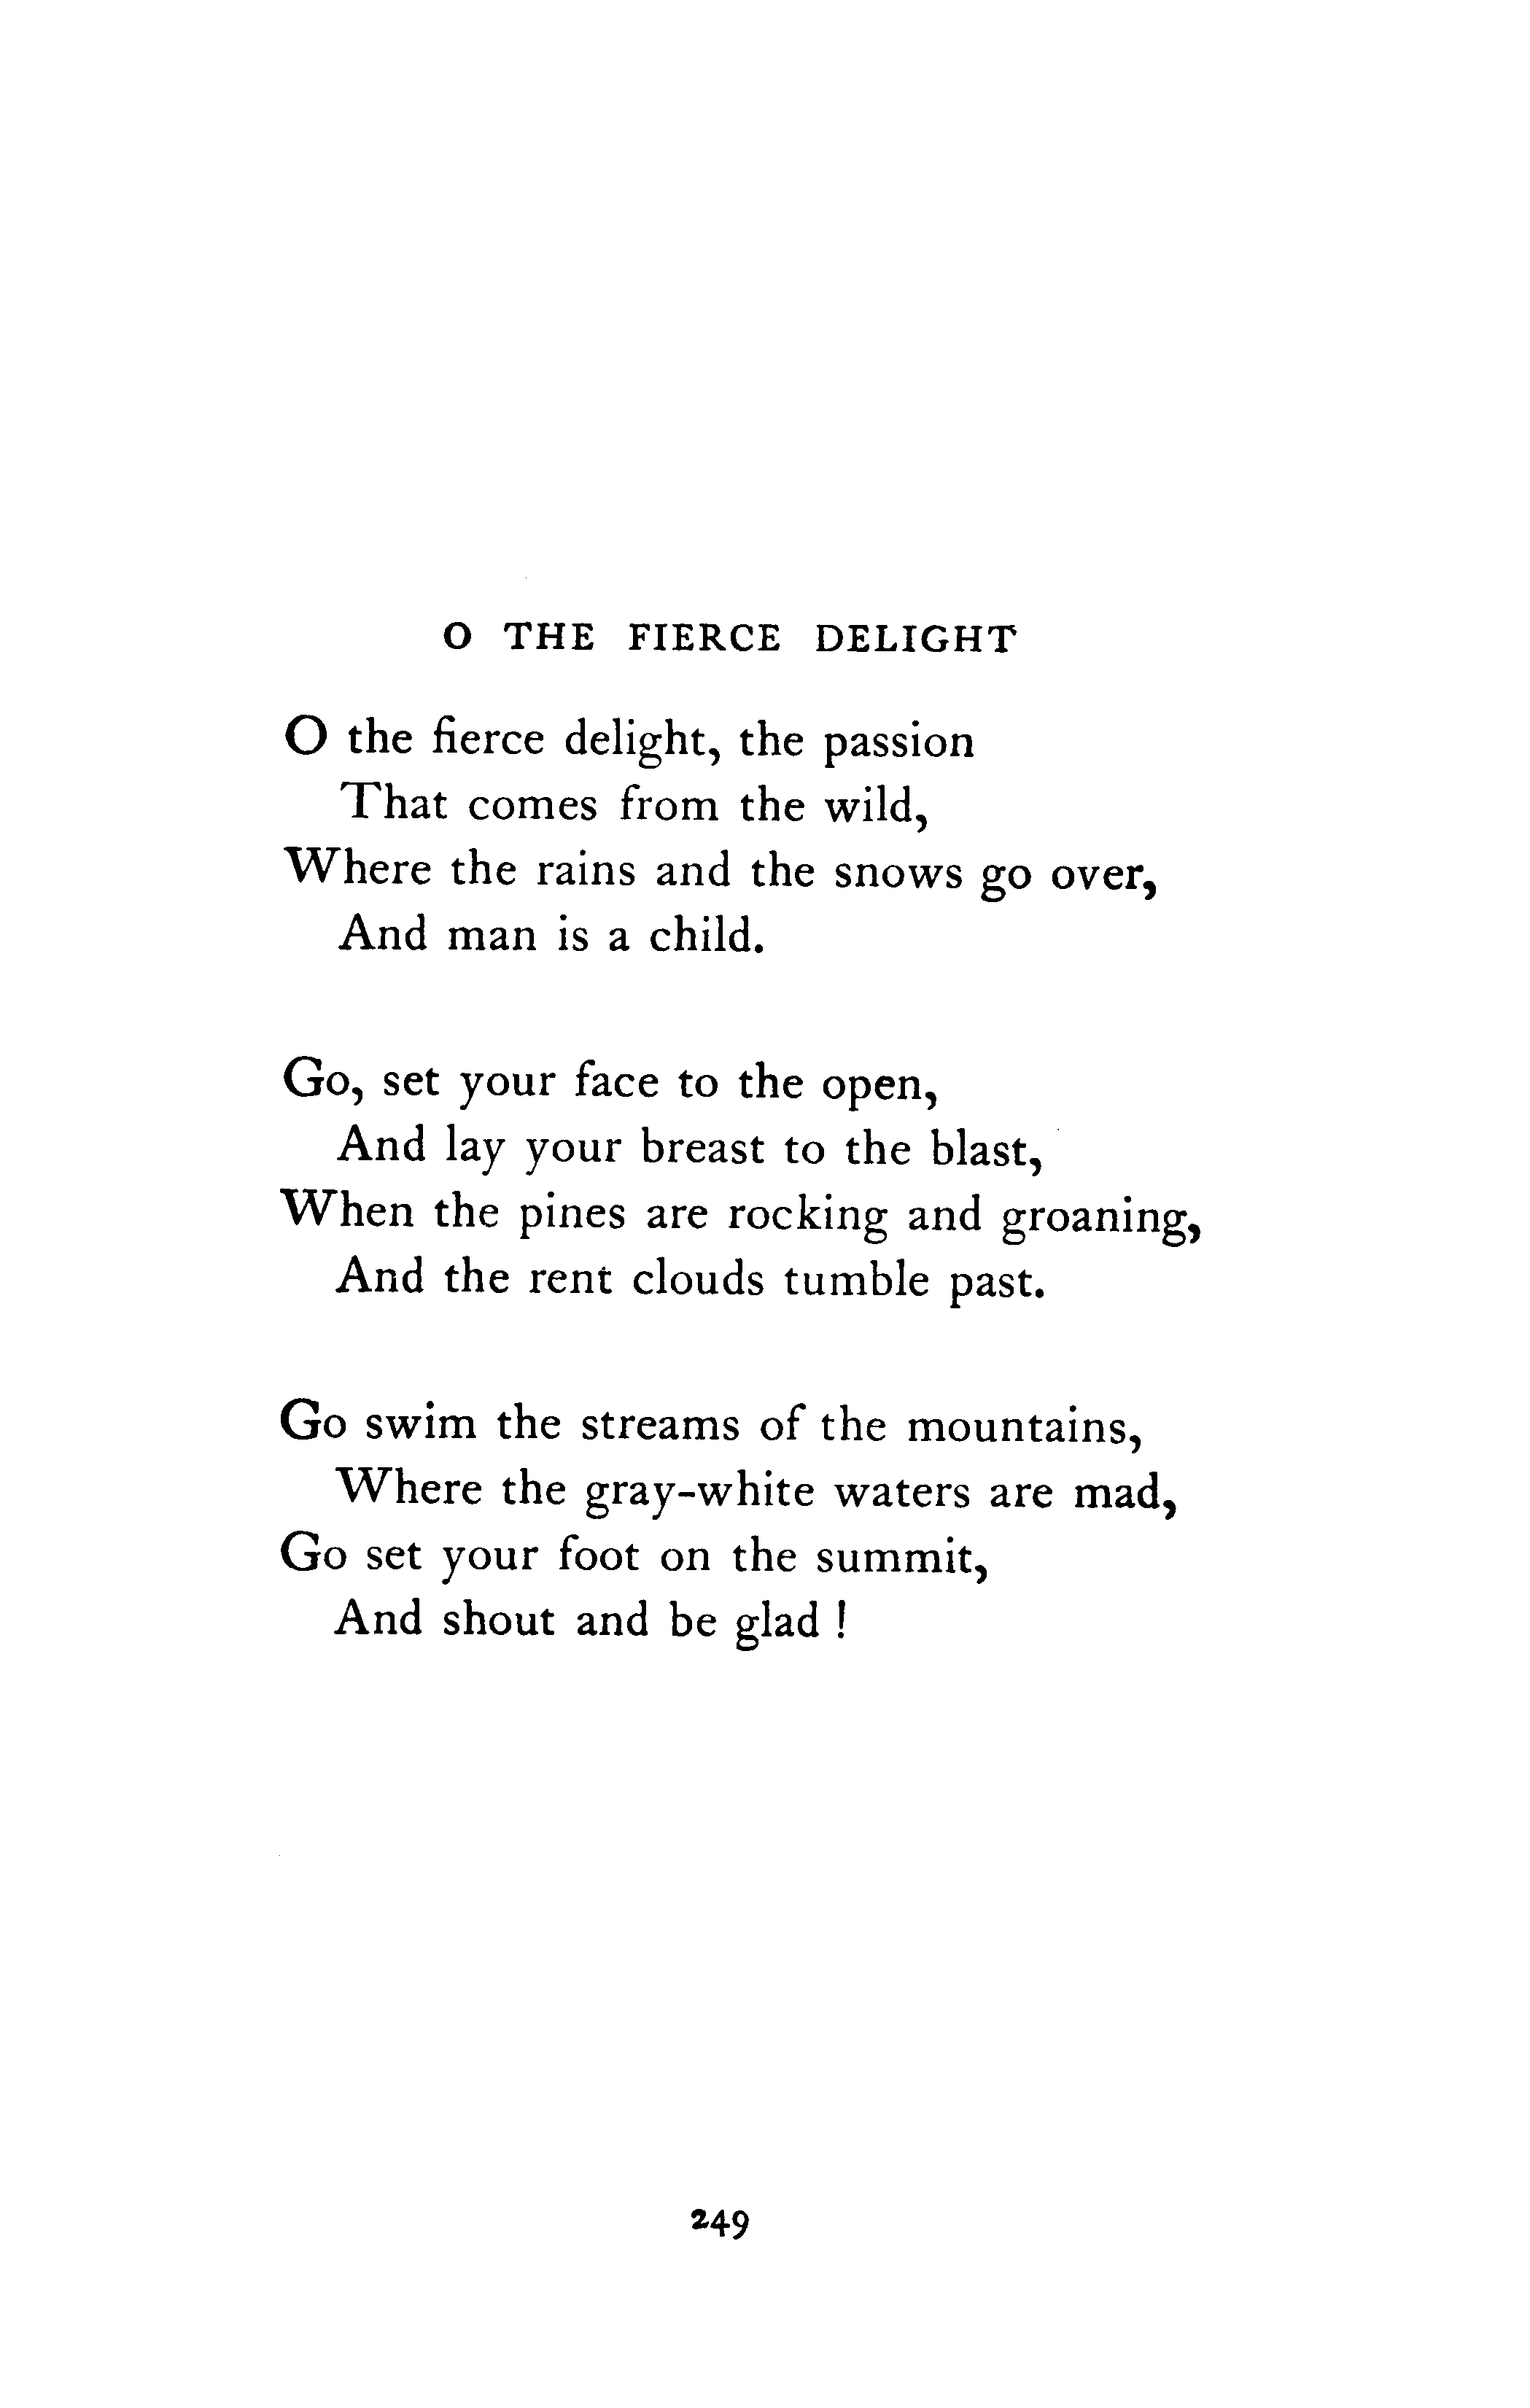 O THE FIERCE DELIGHT
O the fierce delight, the passion
That comes from the wild,
Where the rains and the snows go over,
And man is a child.
Go, set your face to the open,
And lay your breast to the blast,
When the pines are rocking and groaning,
And the rent clouds tumble past.
Go swim the streams of the mountains,
Where the gray-white waters are mad,
Go set your foot on the summit,
And shout and be glad !
249